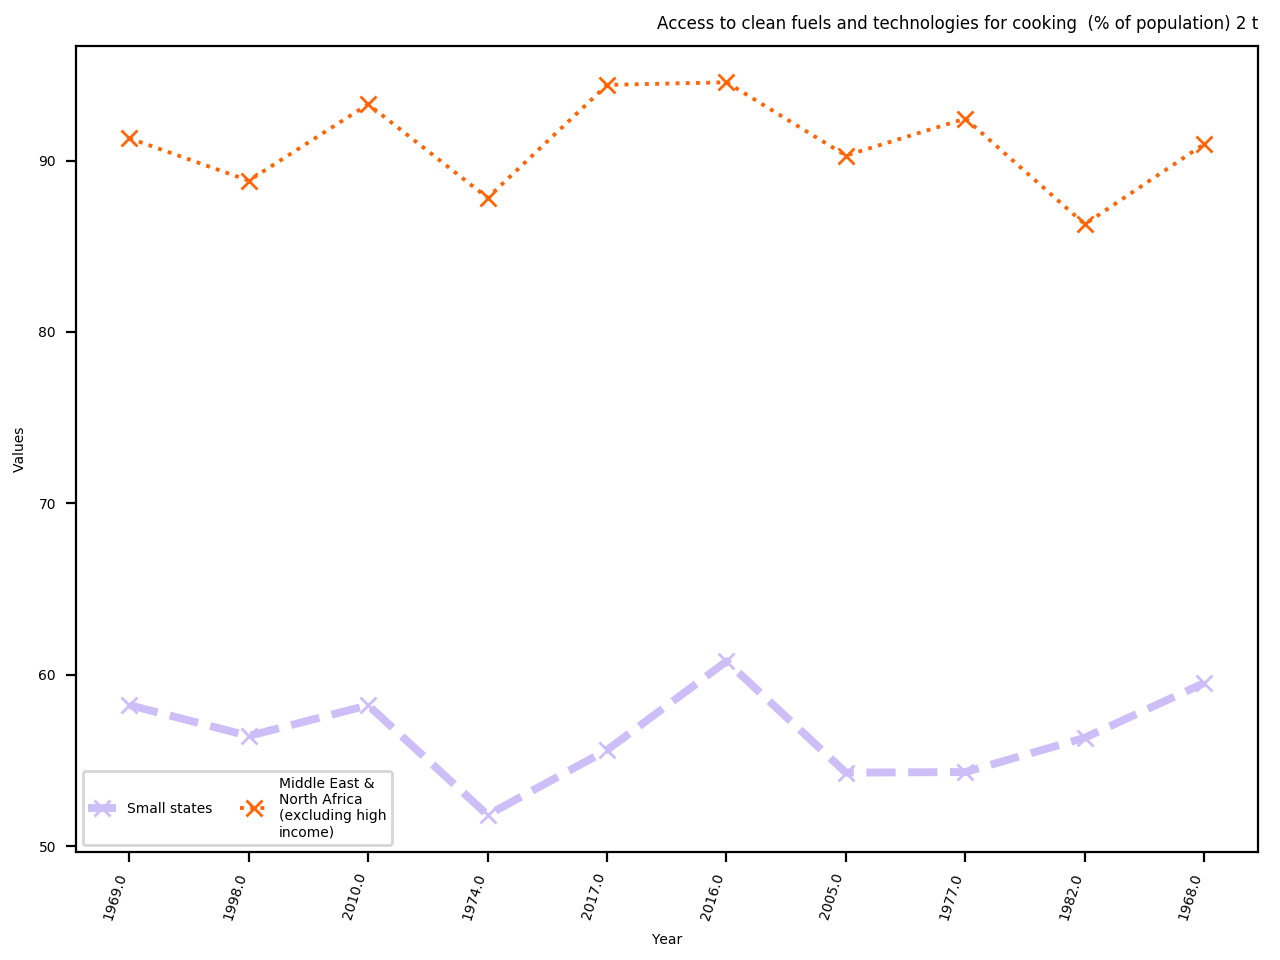 Access to clean fuels and technologies for cooking  (% of population) 2 t
90
80
70
60
50
Values
Small states
Middle East &
North Africa
(excluding high
income)
1969.0
1998.0
2010.0
1974.0
2017.0
2016.0
2005.0
1977.0
1982.0
1968.0
Year